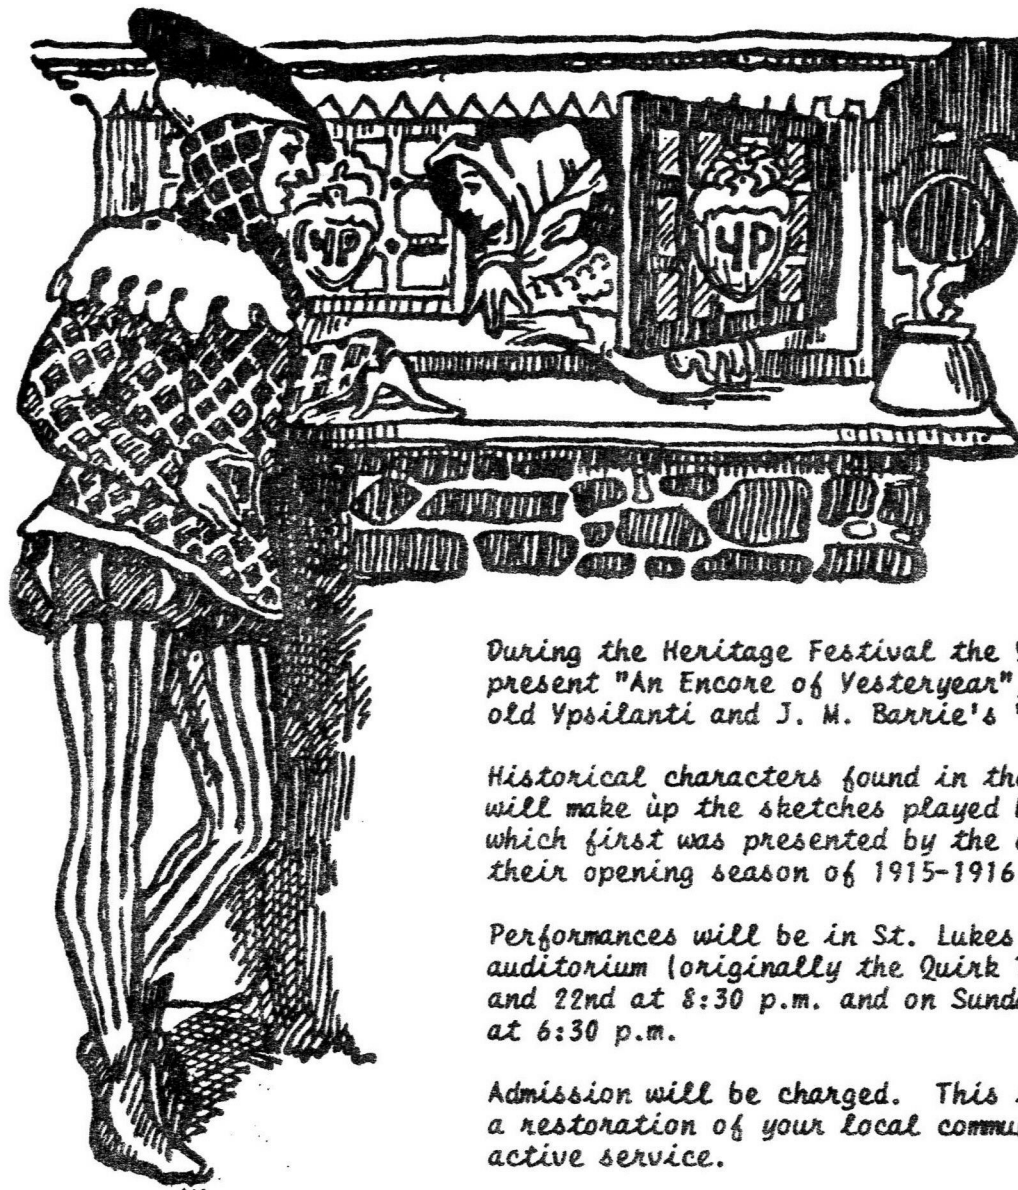 YP
YP
During the Heritage Festival the
present "An Encore of Yesteryear"
old Ypsilanti and J. M. Barrie's "
Historical characters found in the
will make up the sketches played
which first was presented by the
their opening season of 1915-1916
Performances will be in St. Lukes
auditorium (originally the Quirk
and 22nd at 8:30 p.m. and on Sund
at 6:30 p.m.
Admission will be charged. This
a restoration of your local commu
active service.